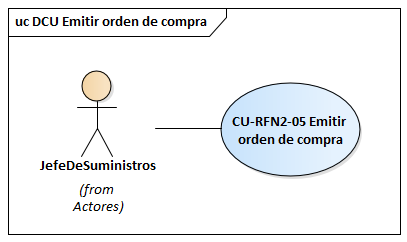 uc DCU Emitir orden de compra
CU-RFN2-05 Emitir
orden de compra
JefeDeSuministros
(from
Actores)